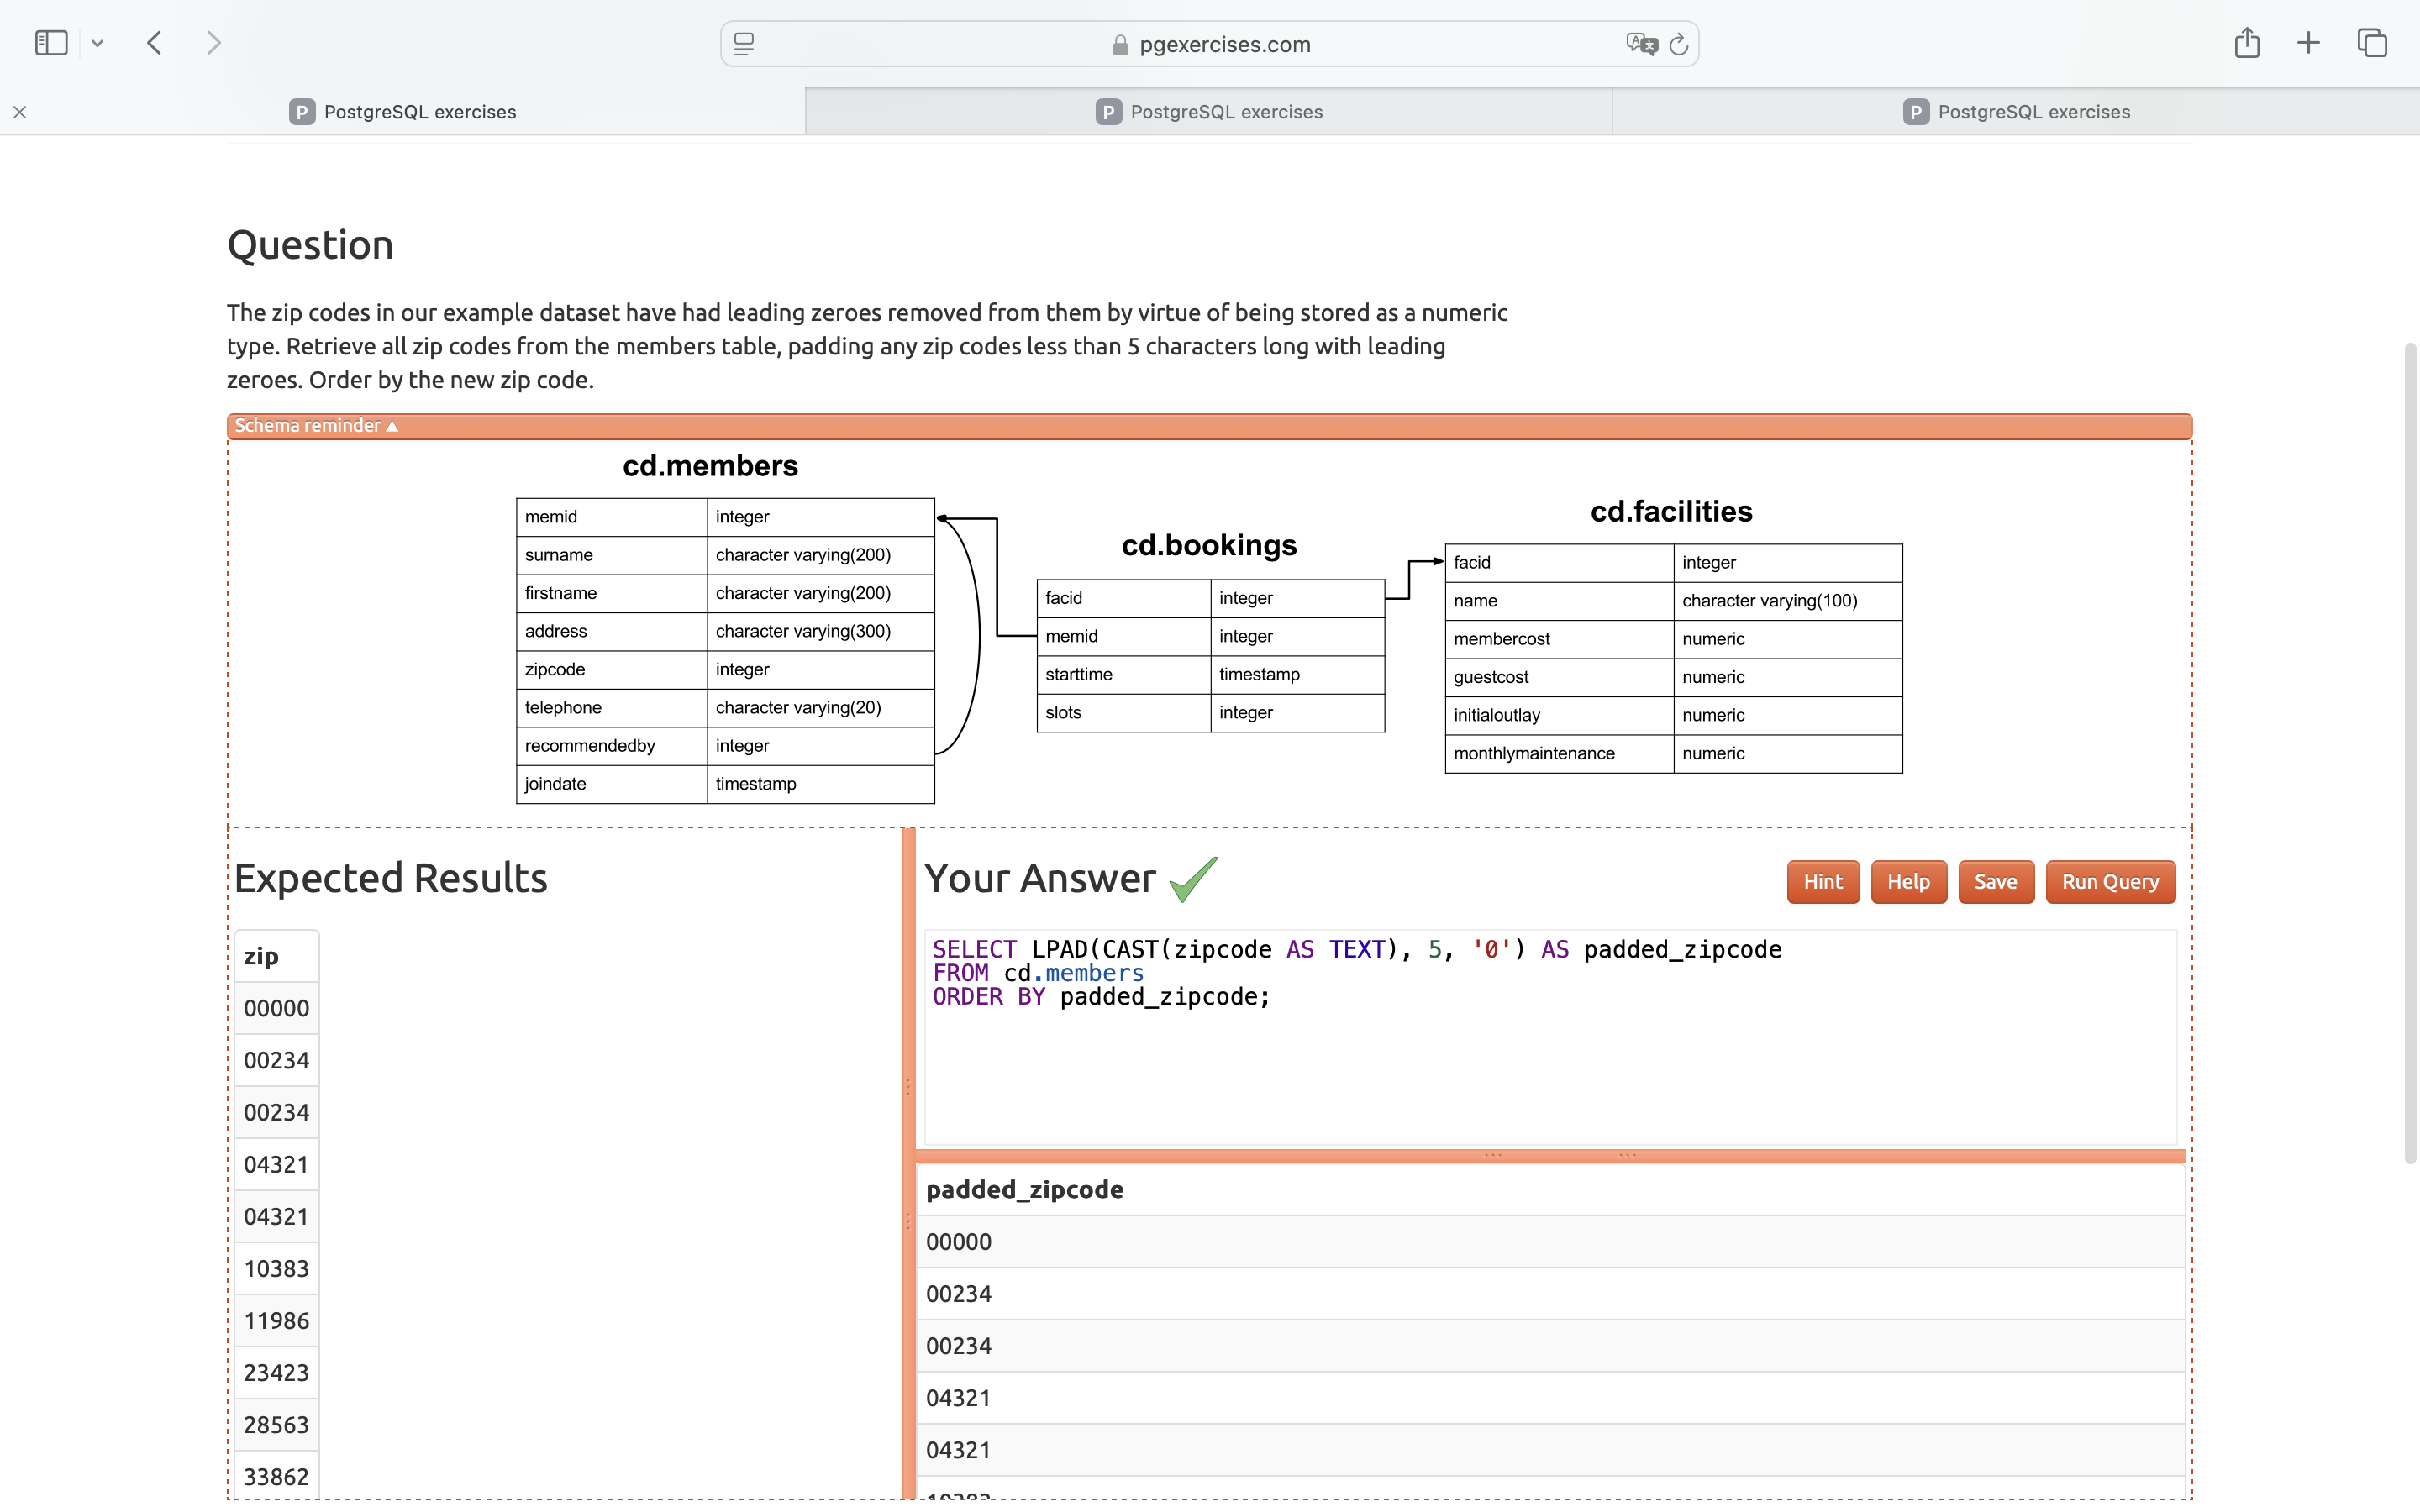 pgexercises.com
PostgreSQL exercises
PostgreSQL exercises
PostgreSQL exercises
Question
The zip codes in our example dataset have had leading zeroes removed from them by virtue of being stored as a numeric
type. Retrieve all zip codes from the members table, padding any zip codes less than 5 characters long with leading
zeroes. Order by the new zip code.
Schema reminder ▲
cd.members
memid integer
surname character varying(200)
firstname character varying(200)
address character varying(300)
zipcode integer
telephone character varying(20)
recommendedby integer
joindate timestamp
cd.bookings
facid integer
memid integer
starttime timestamp
slots integer
cd.facilities
facid integer
name character varying(100)
membercost numeric
guestcost numeric
initialoutlay numeric
monthlymaintenance numeric
Expected Results
zip
00000
00234
00234
04321
04321
10383
11986
23423
28563
33862
Your Answer
Hint Help Save Run Query
SELECT LPAD(CAST(zipcode AS TEXT), 5, '0') AS padded_zipcode
FROM cd.members
ORDER BY padded_zipcode;
padded_zipcode
00000
00234
00234
04321
04321